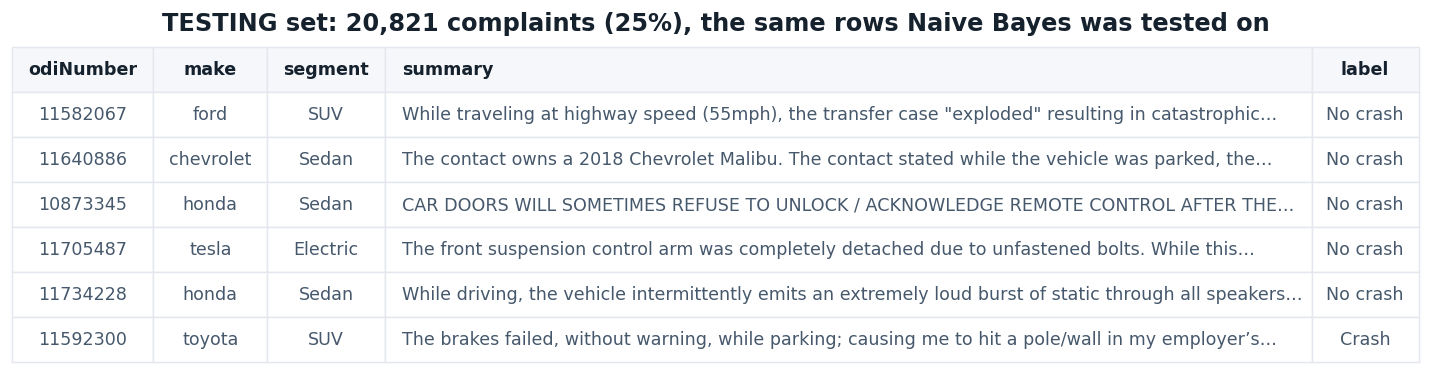 TESTING set: 20,821 complaints (25%), the same rows Naive Bayes was tested on
odiNumber make segment summary label
11582067 ford SUV While traveling at highway speed (55mph), the transfer case "exploded" resulting in catastrophic... No crash
11640886 chevrolet Sedan The contact owns a 2018 Chevrolet Malibu. The contact stated while the vehicle was parked, the... No crash
10873345 honda Sedan CAR DOORS WILL SOMETIMES REFUSE TO UNLOCK / ACKNOWLEDGE REMOTE CONTROL AFTER THE... No crash
11705487 tesla Electric The front suspension control arm was completely detached due to unfastened bolts. While this... No crash
11734228 honda Sedan While driving, the vehicle intermittently emits an extremely loud burst of static through all speakers... No crash
11592300 toyota SUV The brakes failed, without warning, while parking; causing me to hit a pole/wall in my employer’s... Crash